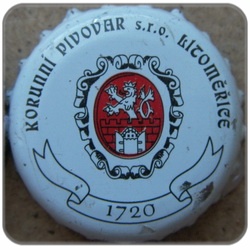 KORUNNÍ PIVOVAR s.r.o. LITOMĚŘICE
1720